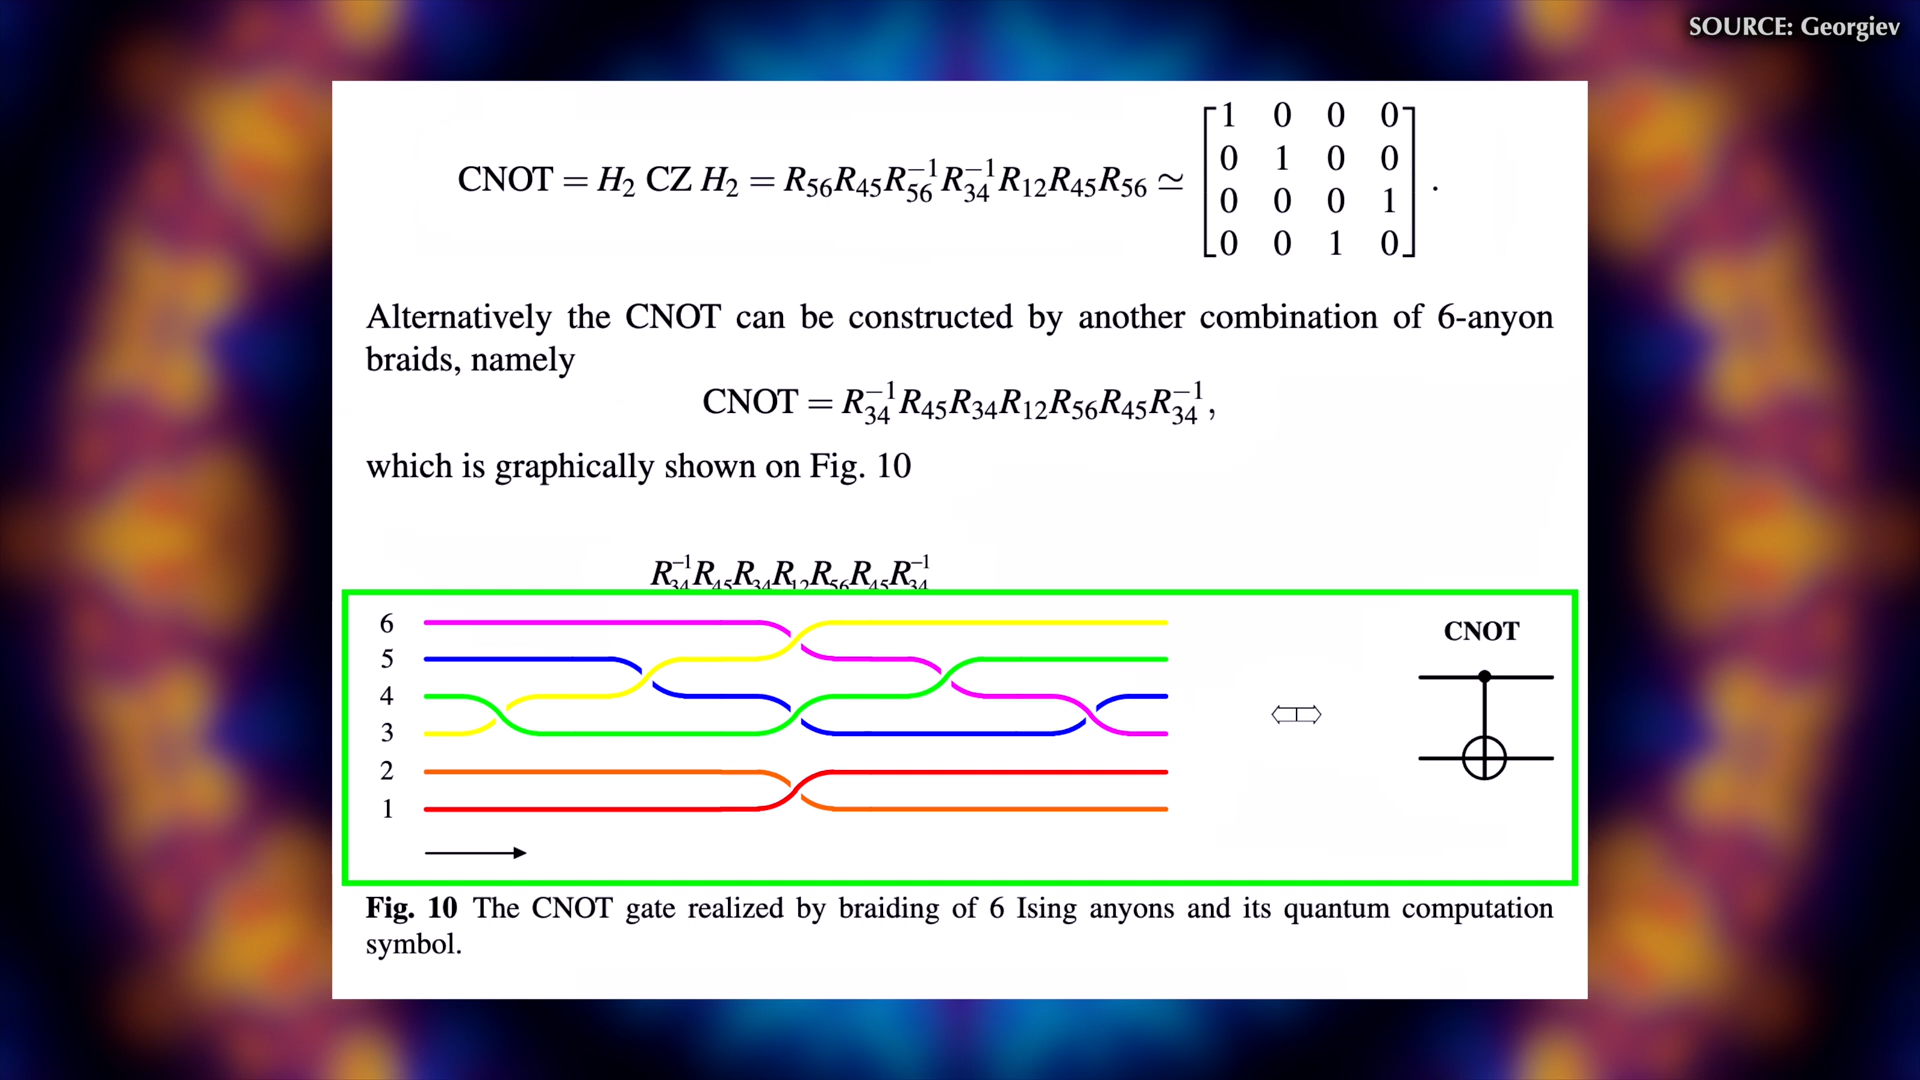 SOURCE: Georgiev
CNOT = H₂ CZ H₂ = R₅₆R₄₅R₅₆⁻¹R₃₄⁻¹R₁₂R₄₅R₅₆ ≃ [1 0 0 0
0 1 0 0
0 0 0 1
0 0 1 0] .
Alternatively the CNOT can be constructed by another combination of 6-anyon
braids, namely
CNOT = R₃₄⁻¹R₄₅R₃₄R₁₂R₅₆R₄₅R₃₄⁻¹,
which is graphically shown on Fig. 10
R₃₄⁻¹R₄₅R₃₄R₁₂R₅₆R₄₅R₃₄⁻¹
6
5
4
3
2
1
CNOT
Fig. 10 The CNOT gate realized by braiding of 6 Ising anyons and its quantum computation
symbol.